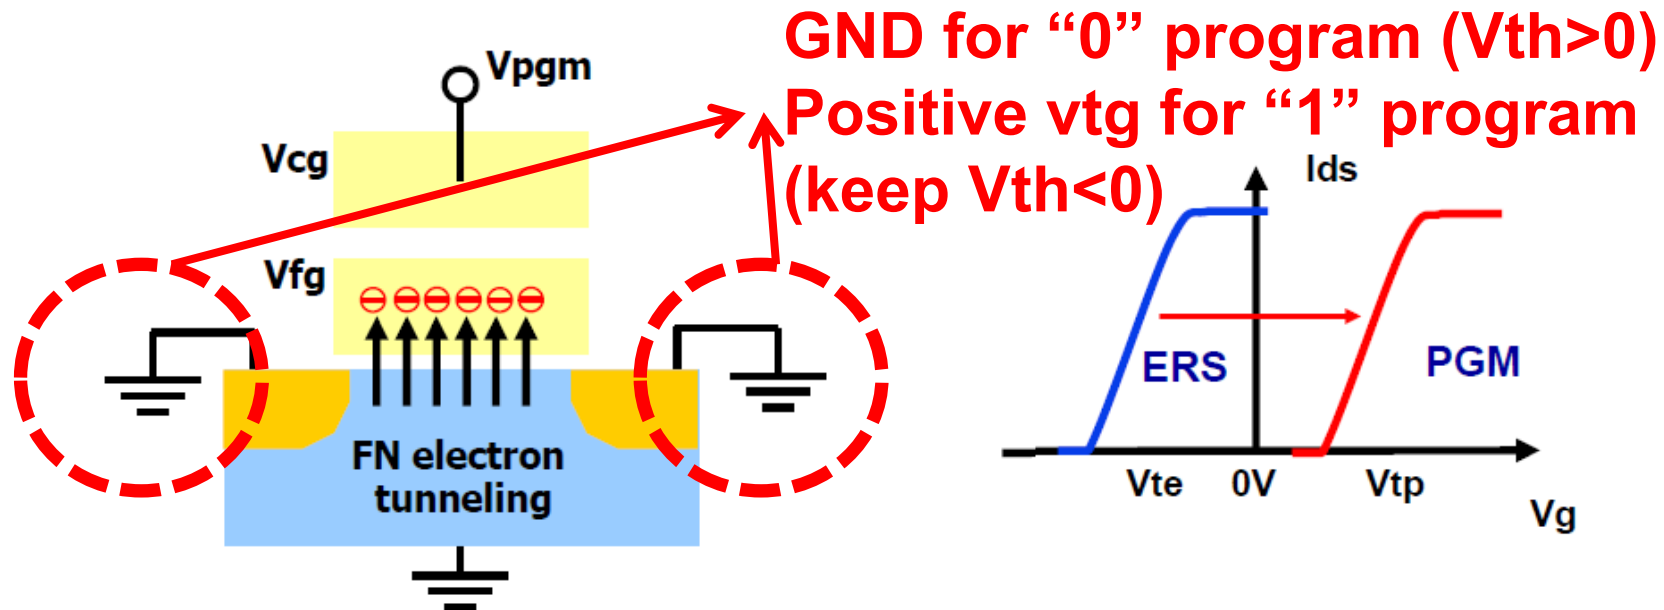 GND for “0” program (Vth>0)
Positive vtg for “1” program
(keep Vth<0)
Vpgm
Vcg
Vfg
FN electron
tunneling
Ids
ERS
PGM
Vte
0V
Vtp
Vg